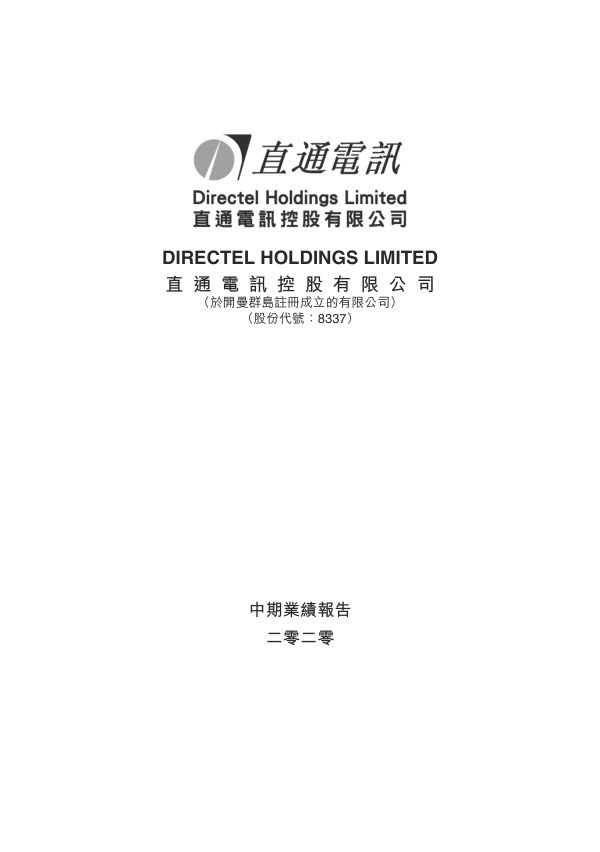 直通電訊
Directel Holdings Limited
直通電訊控股有限公司
DIRECTEL HOLDINGS LIMITED
直通電訊控股有限公司
（於開曼群島註冊成立的有限公司）
（股份代號：8337）
中期業績報告
二零二零